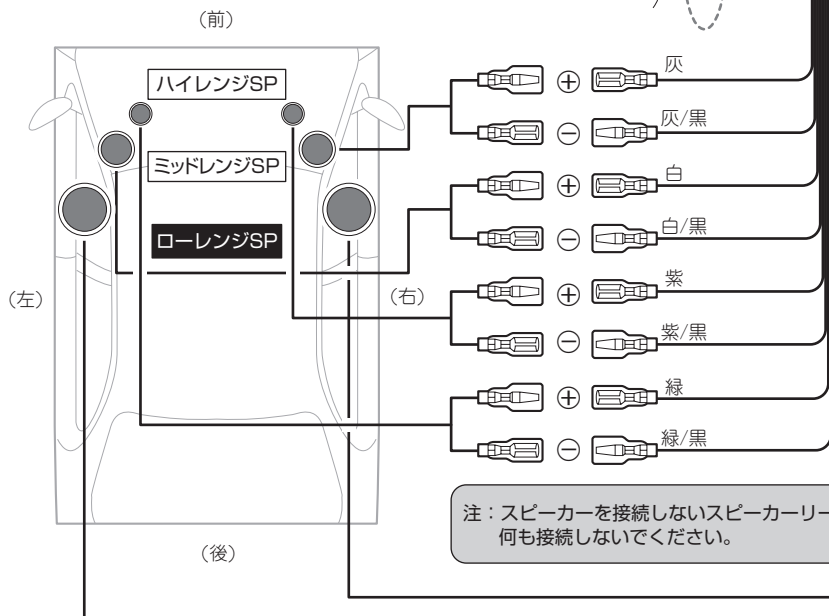 （前）
ハイレンジSP
ミッドレンジSP
ローレンジSP
（左）
（右）
（後）
⊕
灰
⊖
灰/黒
⊕
白
⊖
白/黒
⊕
紫
⊖
紫/黒
⊕
緑
⊖
緑/黒
注：スピーカーを接続しないスピーカーリー
何も接続しないでください。